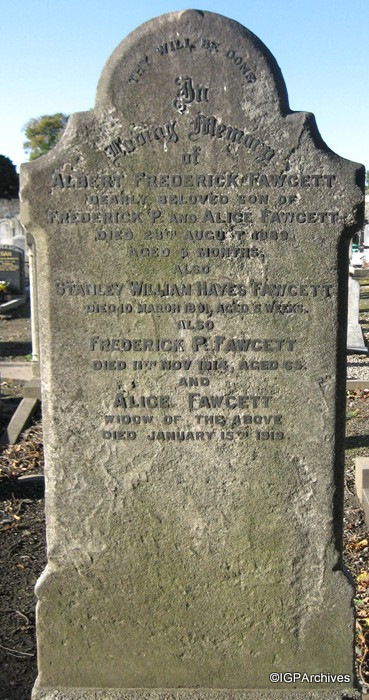 THY WILL BE DONE
In
Loving Memory
of
ALBERT FREDERICK FAWCETT
DEARLY BELOVED SON OF
FREDERICK P. AND ALICE FAWCETT
DIED 29TH AUGUST 1889.
AGED 5 MONTHS.
ALSO
STANLEY WILLIAM HAYES FAWCETT
DIED 10 MARCH 1891, AGED 5 WEEKS.
ALSO
FREDERICK P. FAWCETT
DIED 11TH NOV 1914, AGED 63.
AND
ALICE FAWCETT
WIDOW OF THE ABOVE
DIED JANUARY 15TH 1919.
©IGPArchives